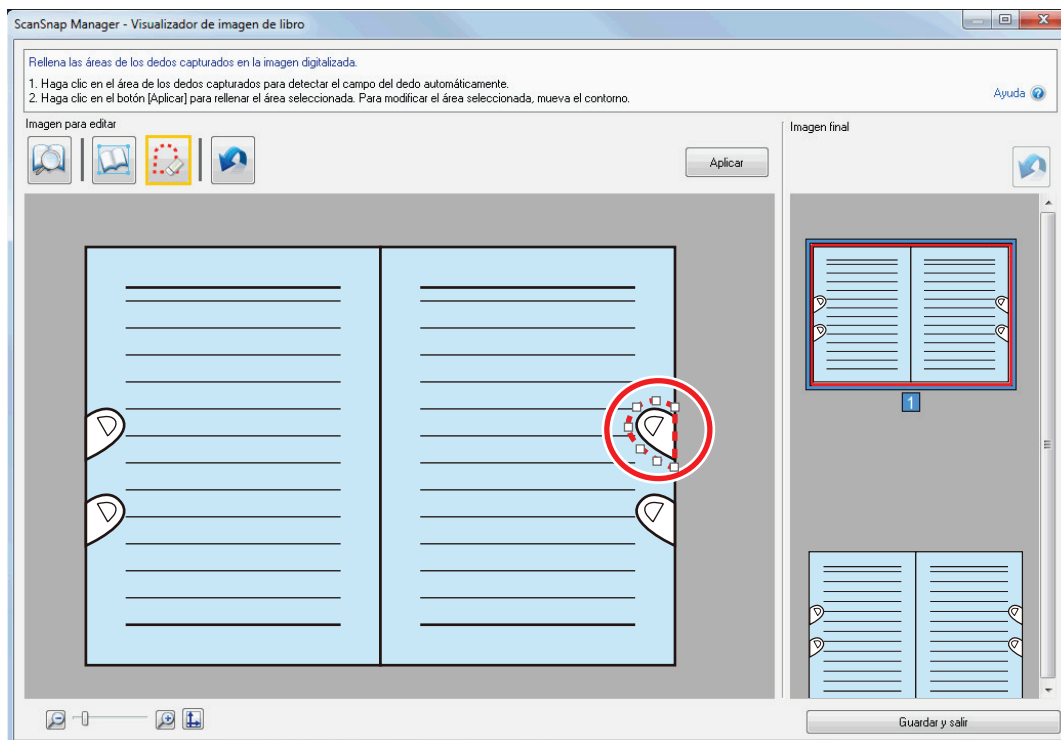 ScanSnap Manager - Visualizador de imagen de libro
Rellena las áreas de los dedos capturados en la imagen digitalizada.
1. Haga clic en el área de los dedos capturados para detectar el campo del dedo automáticamente.
2. Haga clic en el botón [Aplicar] para rellenar el área seleccionada. Para modificar el área seleccionada, mueva el contorno.
Ayuda
Imagen para editar
Aplicar
Imagen final
1
Guardar y salir